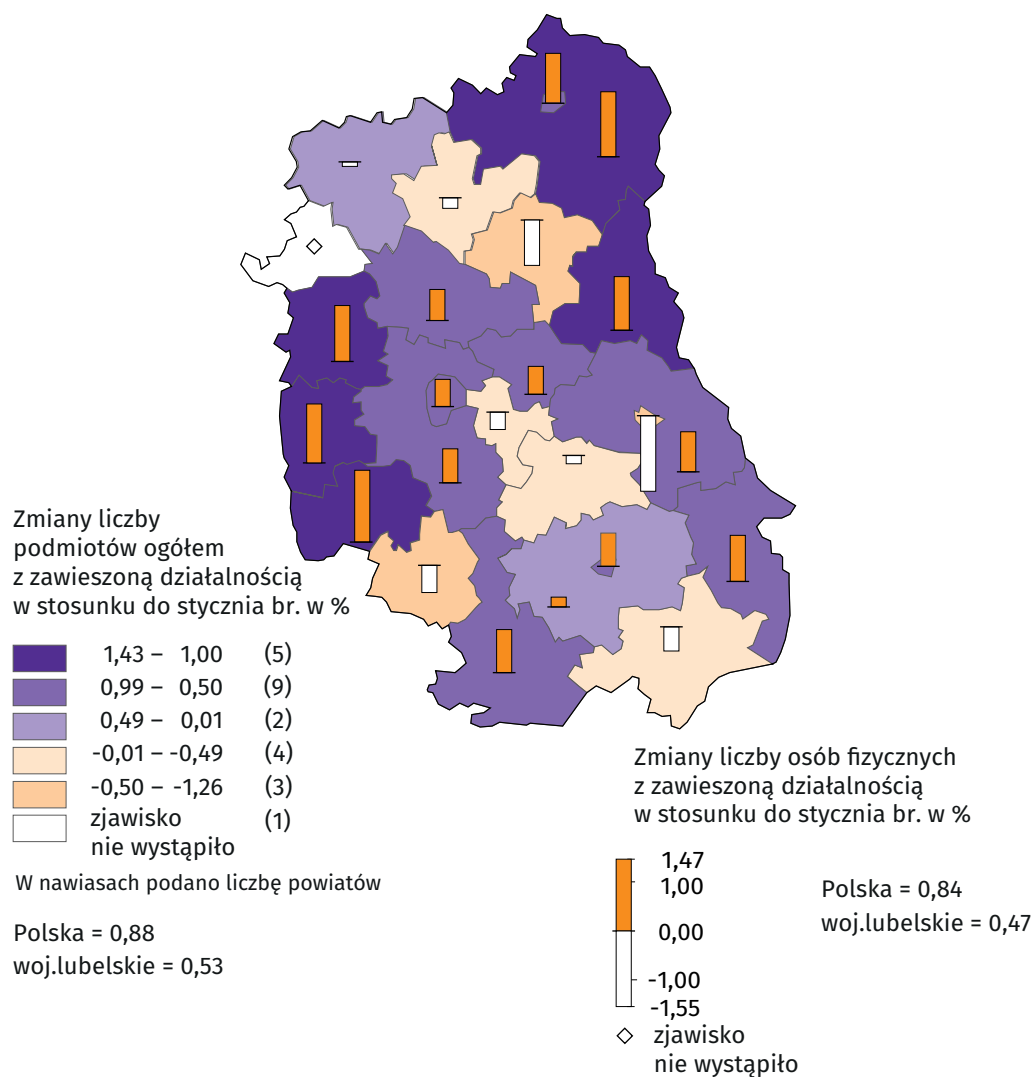 Zmiany liczby
podmiotów ogółem
z zawieszoną działalnością
w stosunku do stycznia br. w %
1,43 – 1,00 (5)
0,99 – 0,50 (9)
0,49 – 0,01 (2)
-0,01 – -0,49 (4)
-0,50 – -1,26 (3)
zjawisko (1)
nie wystąpiło
W nawiasach podano liczbę powiatów
Polska = 0,88
woj.lubelskie = 0,53
Zmiany liczby osób fizycznych
z zawieszoną działalnością
w stosunku do stycznia br. w %
1,47
1,00
0,00
-1,00
-1,55
zjawisko
nie wystąpiło
Polska = 0,84
woj.lubelskie = 0,47